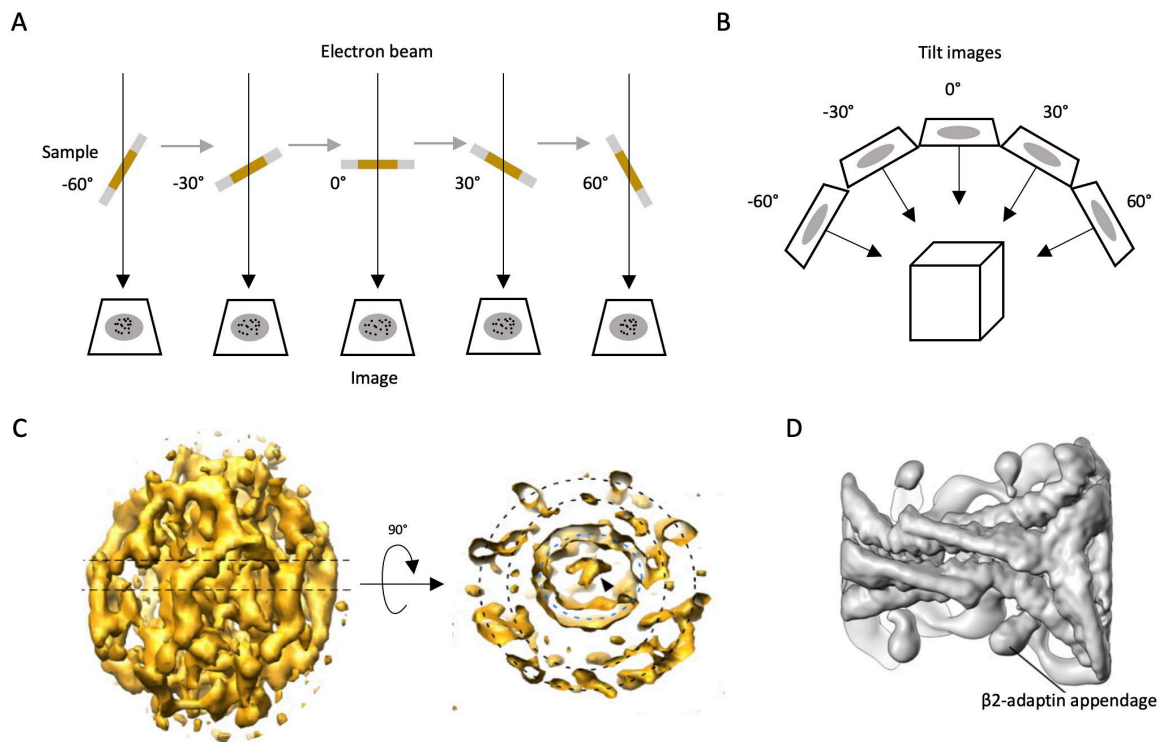 A
Electron beam
Sample
-60°
-30°
0°
30°
60°
Image
B
Tilt images
0°
-30°
30°
-60°
60°
C
90°
D
β2-adaptin appendage